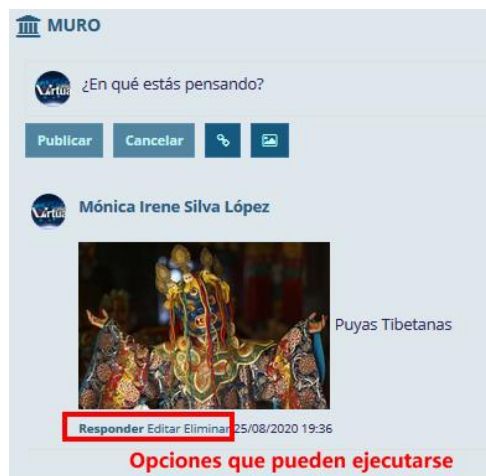 MURO
¿En qué estás pensando?
Publicar Cancelar
Mónica Irene Silva López
Puyas Tibetanas
Responder Editar Eliminar 25/08/2020 19:36
Opciones que pueden ejecutarse